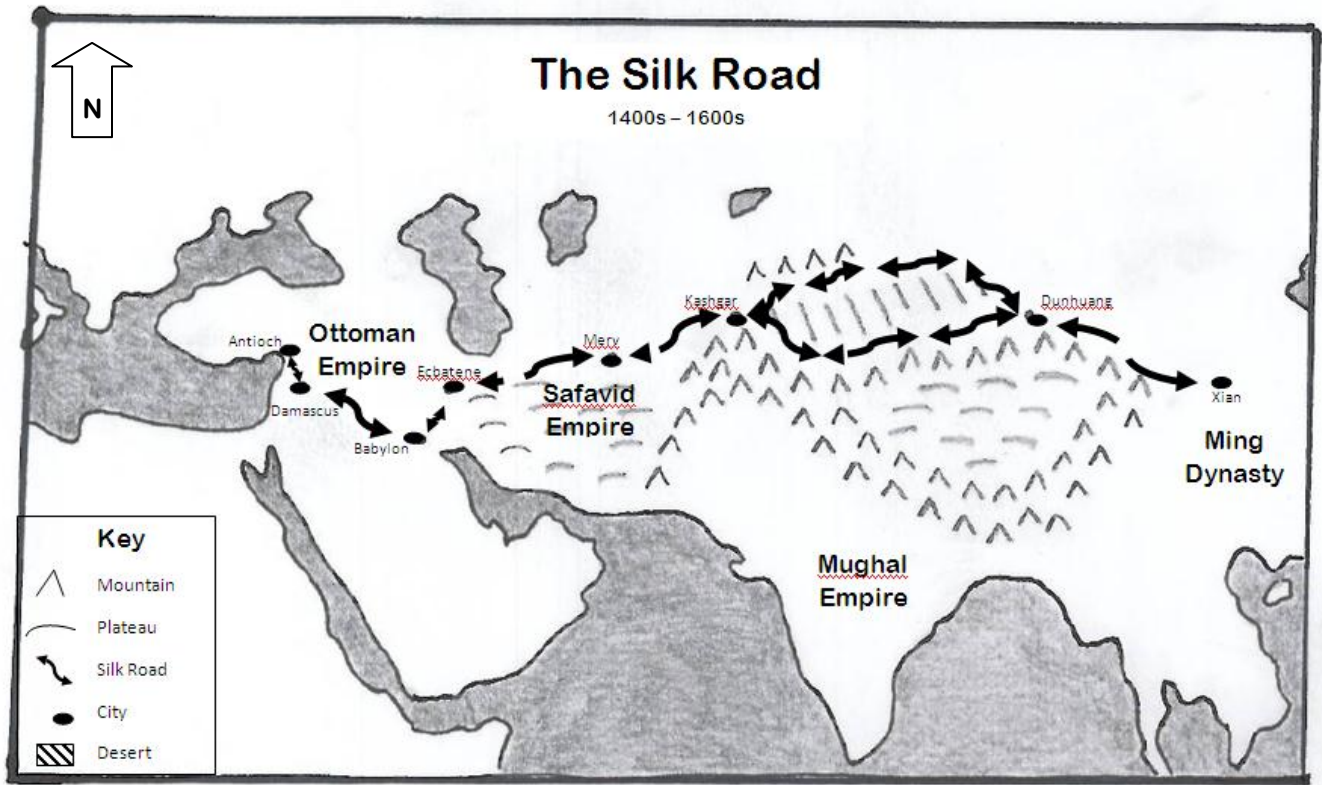 The Silk Road
1400s – 1600s
N
Kashgar
Dunhuang
Antioch
Ottoman
Empire
Merv
Ecbatene
Safavid
Empire
Damascus
Babylon
Xian
Ming
Dynasty
Mughal
Empire
Key
Mountain
Plateau
Silk Road
City
Desert